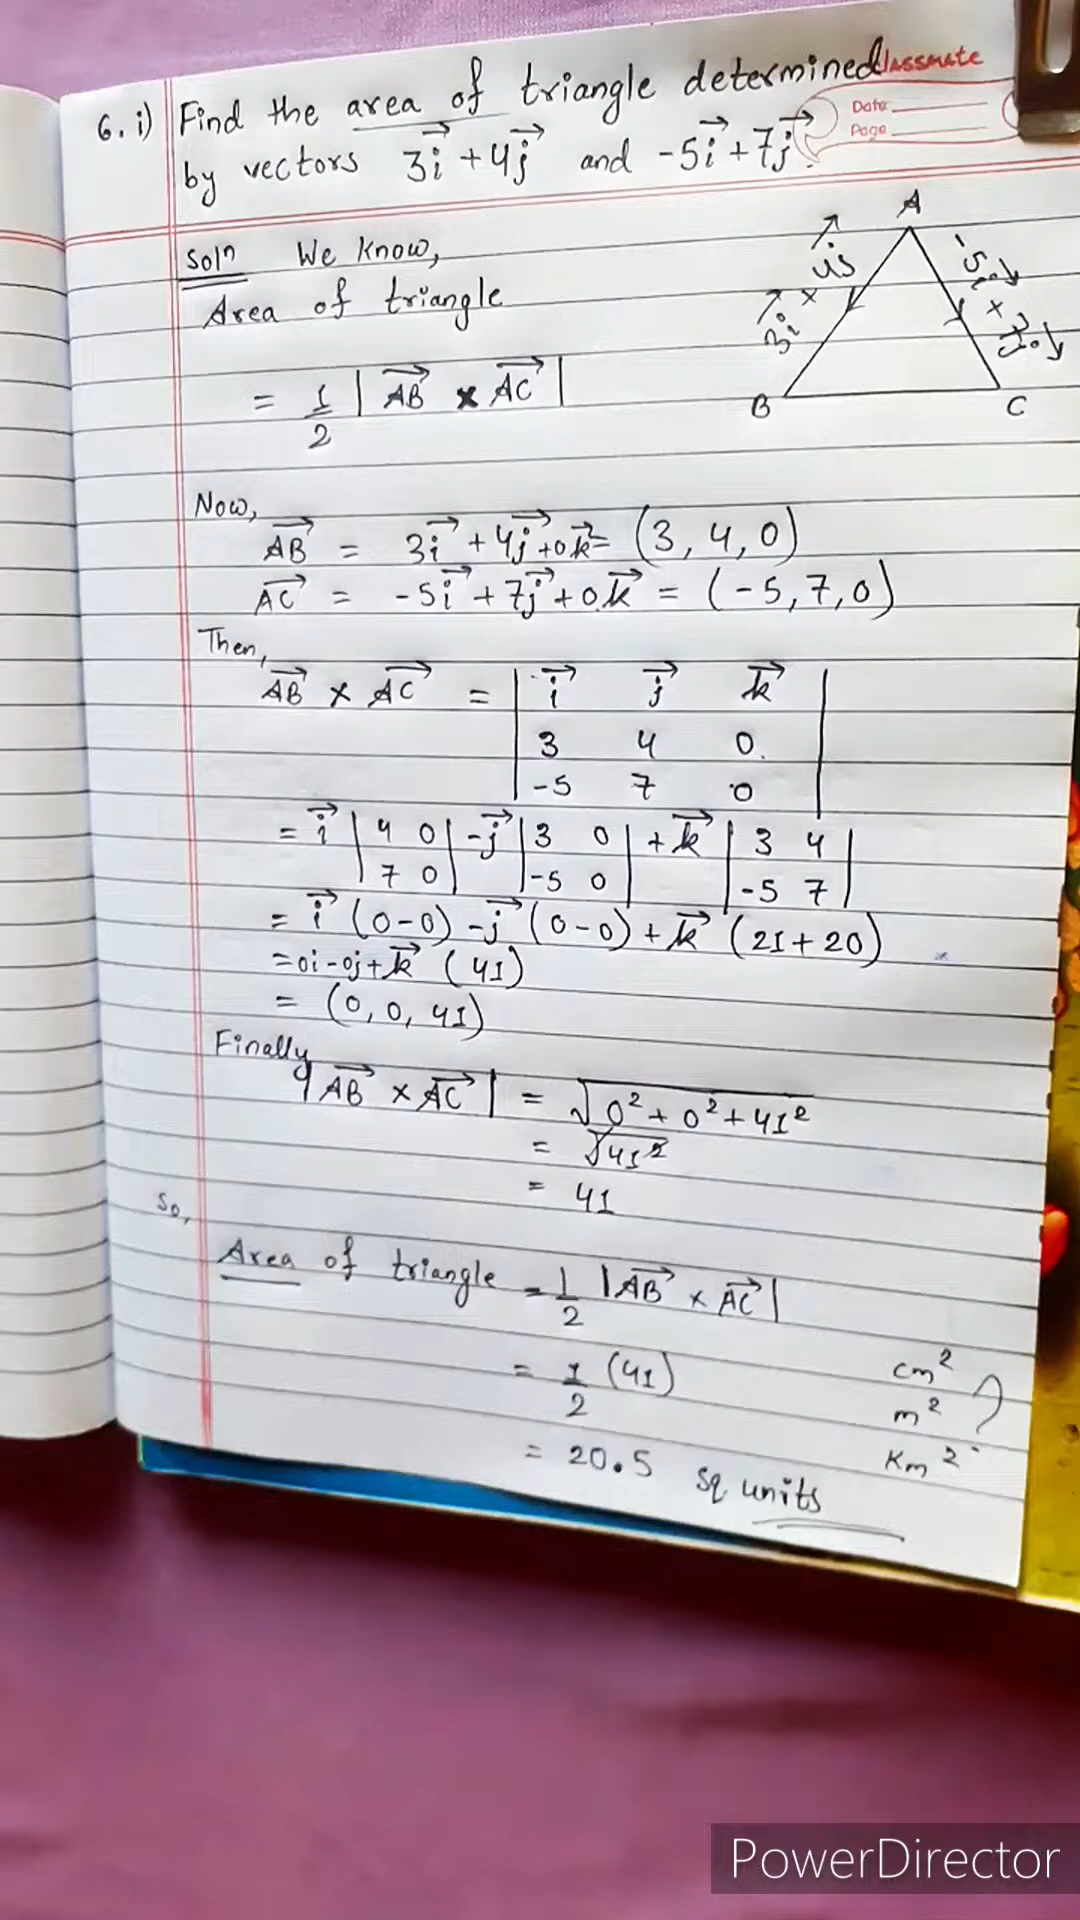 classmate
Date
Page
6. i) Find the area of triangle determined
by vectors 3i⃗ + 4j⃗ and -5i⃗ + 7j⃗
Solⁿ We know,
Area of triangle
= 1/2 | AB⃗ × AC⃗ |
A
B
C
3i × 4j
-5i × 7j
Now,
AB⃗ = 3i⃗ + 4j⃗ + 0k⃗ = (3, 4, 0)
AC⃗ = -5i⃗ + 7j⃗ + 0k⃗ = (-5, 7, 0)
Then,
AB⃗ × AC⃗ = | i⃗ j⃗ k⃗ |
3 4 0
-5 7 0
= i⃗ | 4 0 | - j⃗ | 3 0 | + k⃗ | 3 4 |
7 0 -5 0 -5 7
= i⃗ (0-0) - j⃗ (0-0) + k⃗ (21+20)
= 0i - 0j + k⃗ (41)
= (0, 0, 41)
Finally
| AB⃗ × AC⃗ | = √0² + 0² + 41²
= √41²
= 41
So,
Area of triangle = 1/2 | AB⃗ × AC⃗ |
= 1/2 (41)
= 20.5 sq units
cm²
m²
Km²
PowerDirector